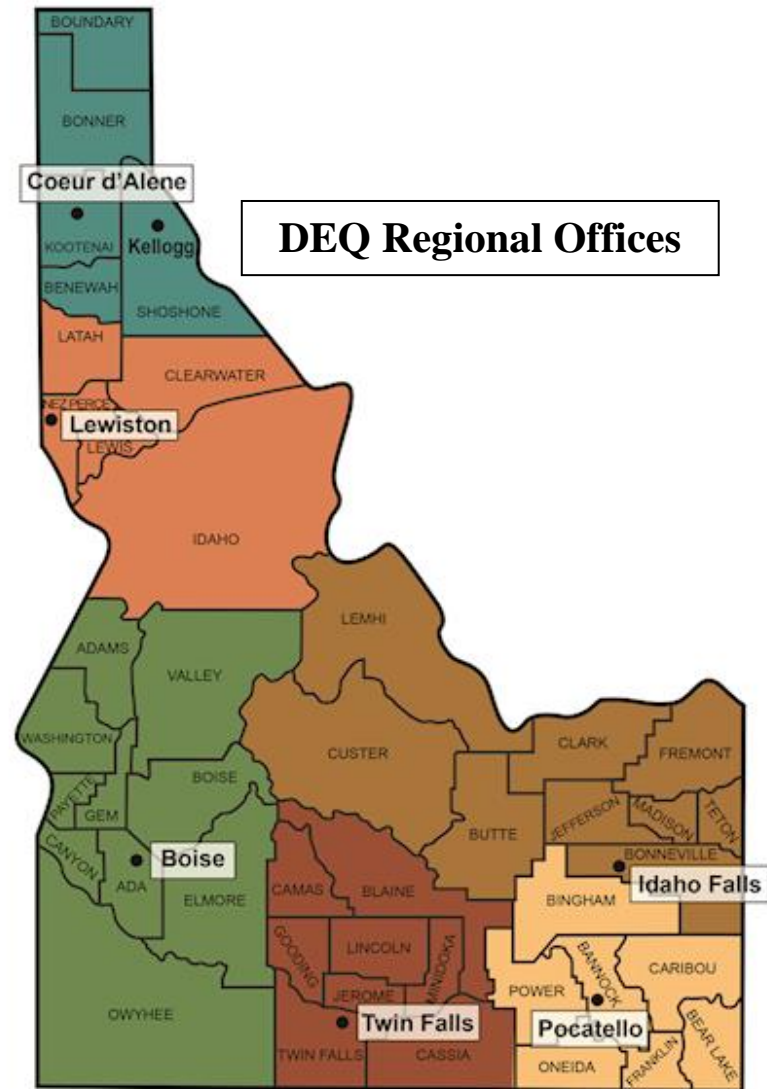 BOUNDARY
BONNER
Coeur d'Alene
DEQ Regional Offices
KOOTENAI
Kellogg
BENEWAH
SHOSHONE
LATAH
CLEARWATER
NEZ PERCE
Lewiston
LEWIS
IDAHO
LEMHI
ADAMS
VALLEY
WASHINGTON
CUSTER
CLARK
FREMONT
BOISE
PAYETTE
GEM
BUTTE
JEFFERSON
MADISON
TETON
CANYON
Boise
ADA
ELMORE
BONNEVILLE
Idaho Falls
CAMAS
BLAINE
BINGHAM
GOODING
LINCOLN
MINIDOKA
BANNOCK
CARIBOU
JEROME
POWER
OWYHEE
Twin Falls
Pocatello
BEAR LAKE
TWIN FALLS
CASSIA
ONEIDA
FRANKLIN